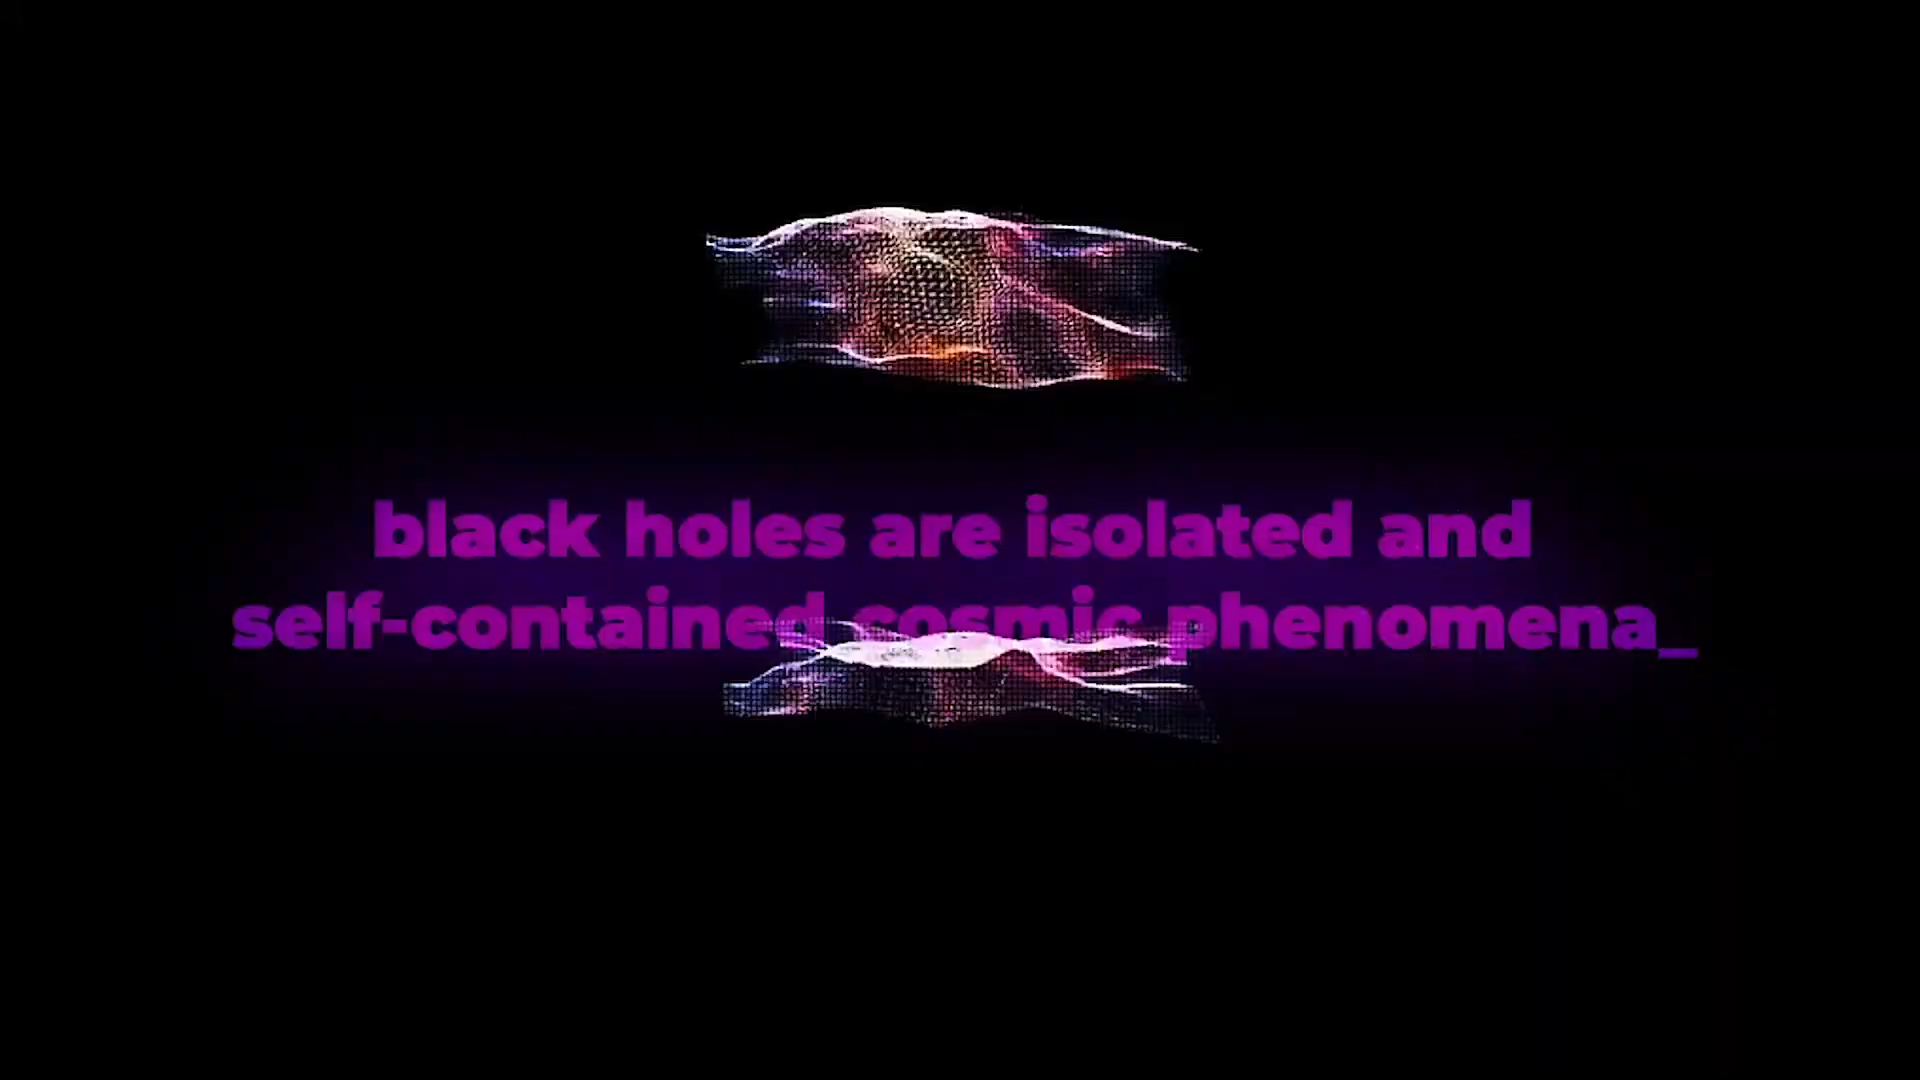 black holes are isolated and
self-contained cosmic phenomena_